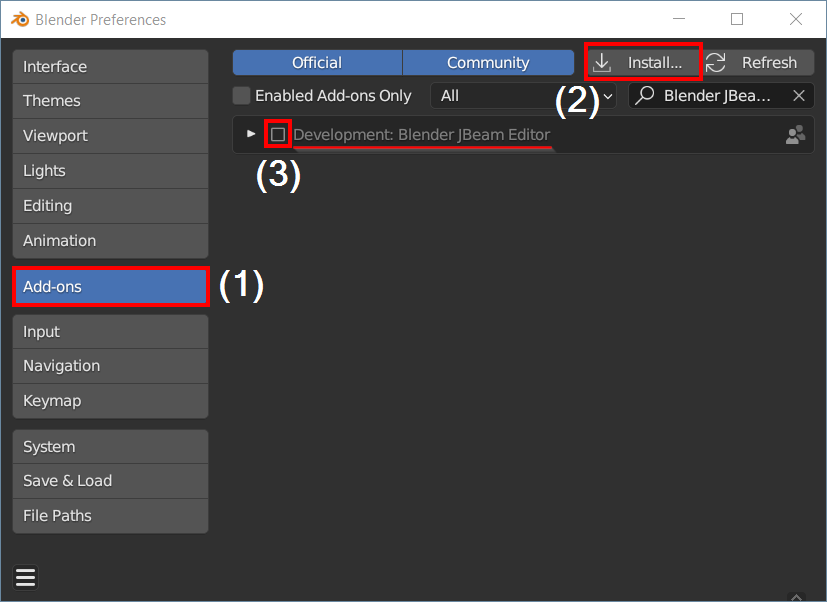 Blender Preferences
Interface
Themes
Viewport
Lights
Editing
Animation
Add-ons
(1)
Input
Navigation
Keymap
System
Save & Load
File Paths
Official Community Install... Refresh
Enabled Add-ons Only All (2) Blender JBea...
Development: Blender JBeam Editor
(3)